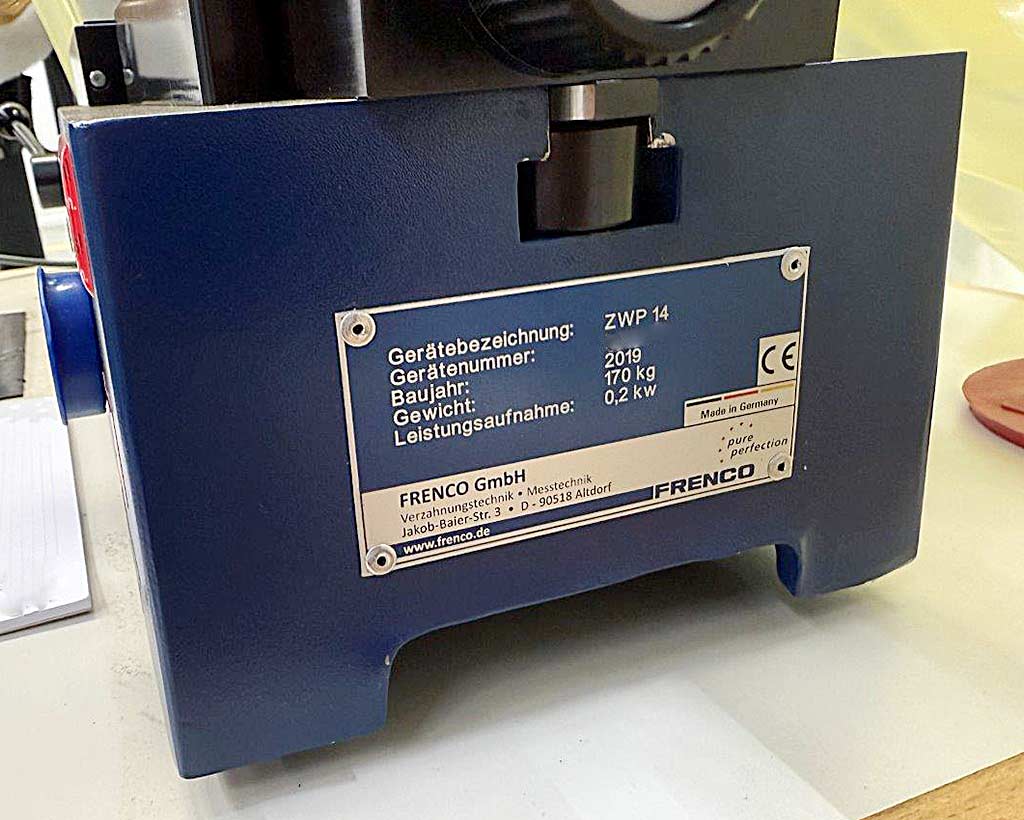 Gerätebezeichnung: ZWP 14
Gerätenummer:
Baujahr: 2019
Gewicht: 170 kg
Leistungsaufnahme: 0,2 kw
CE
Made in Germany
pure
perfection
FRENCO GmbH
Verzahnungstechnik • Messtechnik
Jakob-Baier-Str. 3 • D - 90518 Altdorf
FRENCO
www.frenco.de